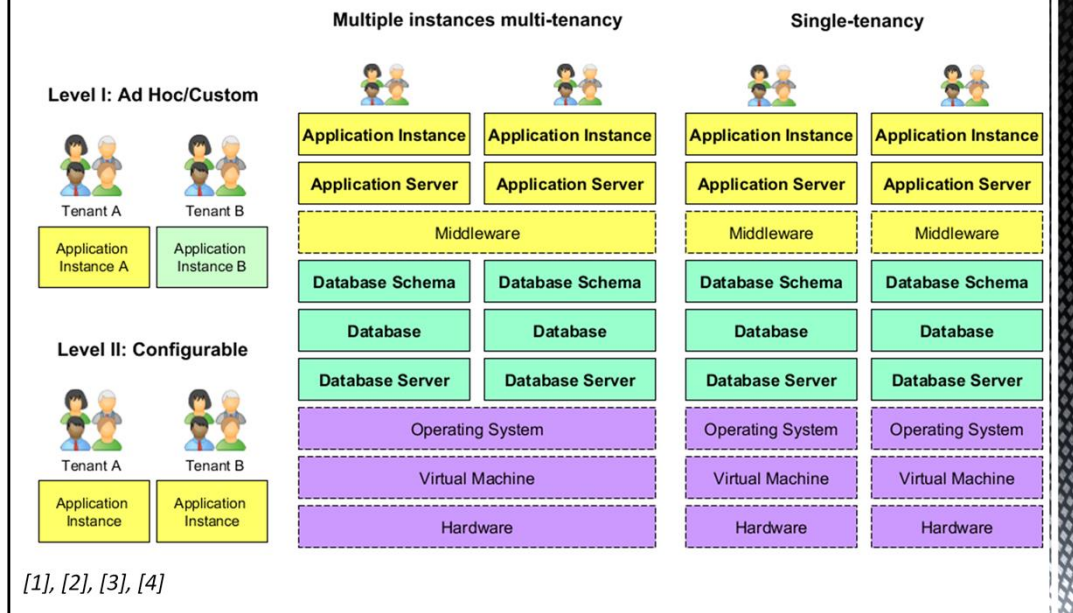 Multiple instances multi-tenancy
Single-tenancy
Level I: Ad Hoc/Custom
Tenant A
Tenant B
Application
Instance A
Application
Instance B
Level II: Configurable
Tenant A
Tenant B
Application
Instance
Application
Instance
Application Instance
Application Instance
Application Server
Application Server
Middleware
Database Schema
Database Schema
Database
Database
Database Server
Database Server
Operating System
Virtual Machine
Hardware
Application Instance
Application Instance
Application Server
Application Server
Middleware
Middleware
Database Schema
Database Schema
Database
Database
Database Server
Database Server
Operating System
Operating System
Virtual Machine
Virtual Machine
Hardware
Hardware
[1], [2], [3], [4]